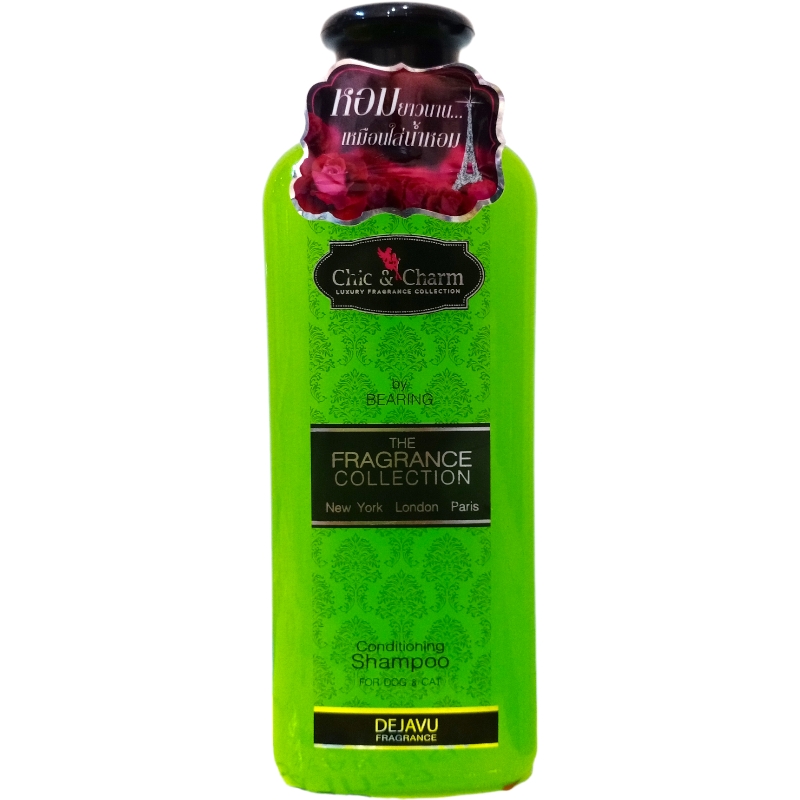 หอมยาวนาน...
เหมือนใส่น้ำหอม
Chic & Charm
LUXURY FRAGRANCE COLLECTION
by
BEARING
THE
FRAGRANCE
COLLECTION
New York London Paris
Conditioning
Shampoo
FOR DOG & CAT
DEJAVU
FRAGRANCE